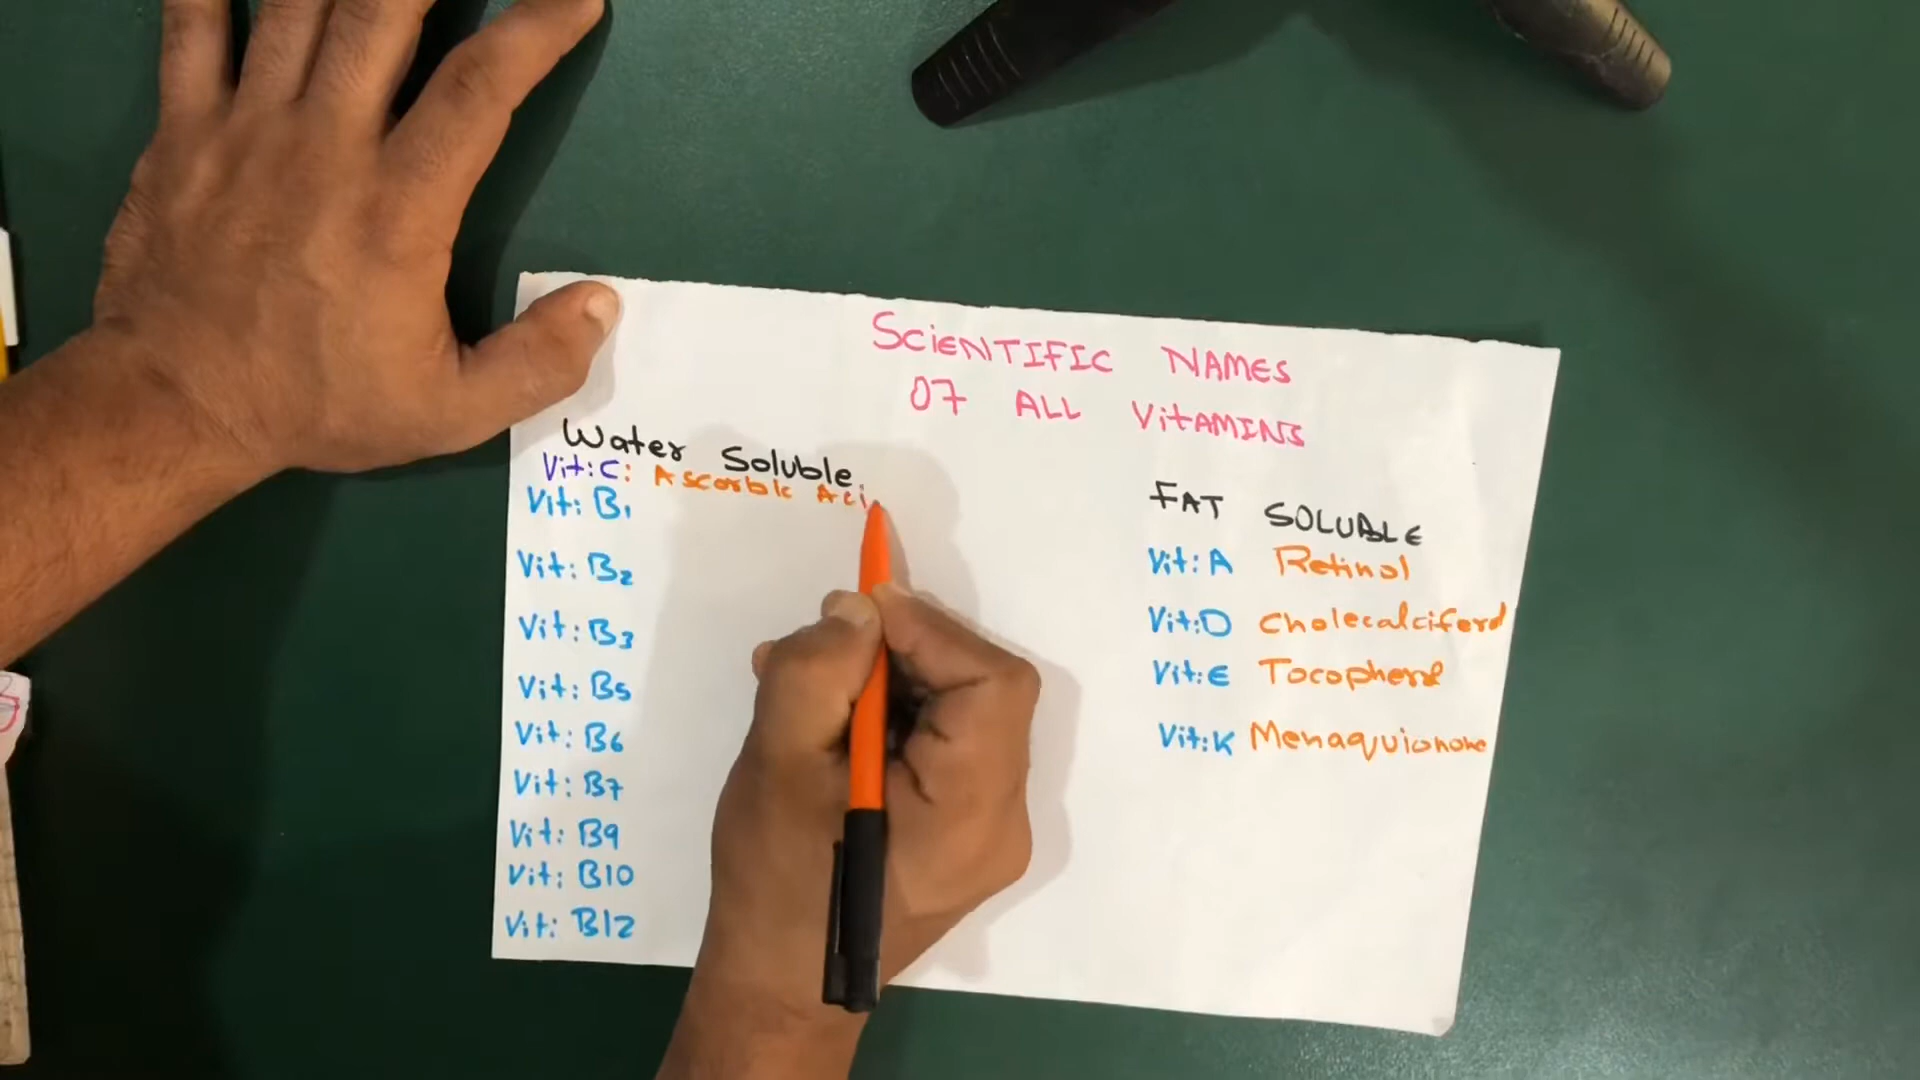 SCiENTIFIC NAMES
OF ALL VitAMINS
Water Soluble
Vit:C: Ascorbic Aci
Vit: B1
Vit: B2
Vit: B3
Vit: B5
Vit: B6
Vit: B7
Vit: B9
Vit: B10
Vit: B12
FAT SOLUBLE
Vit: A Retinol
Vit:D Cholecalciferol
Vit:E Tocopherol
Vit:K Menaquionone